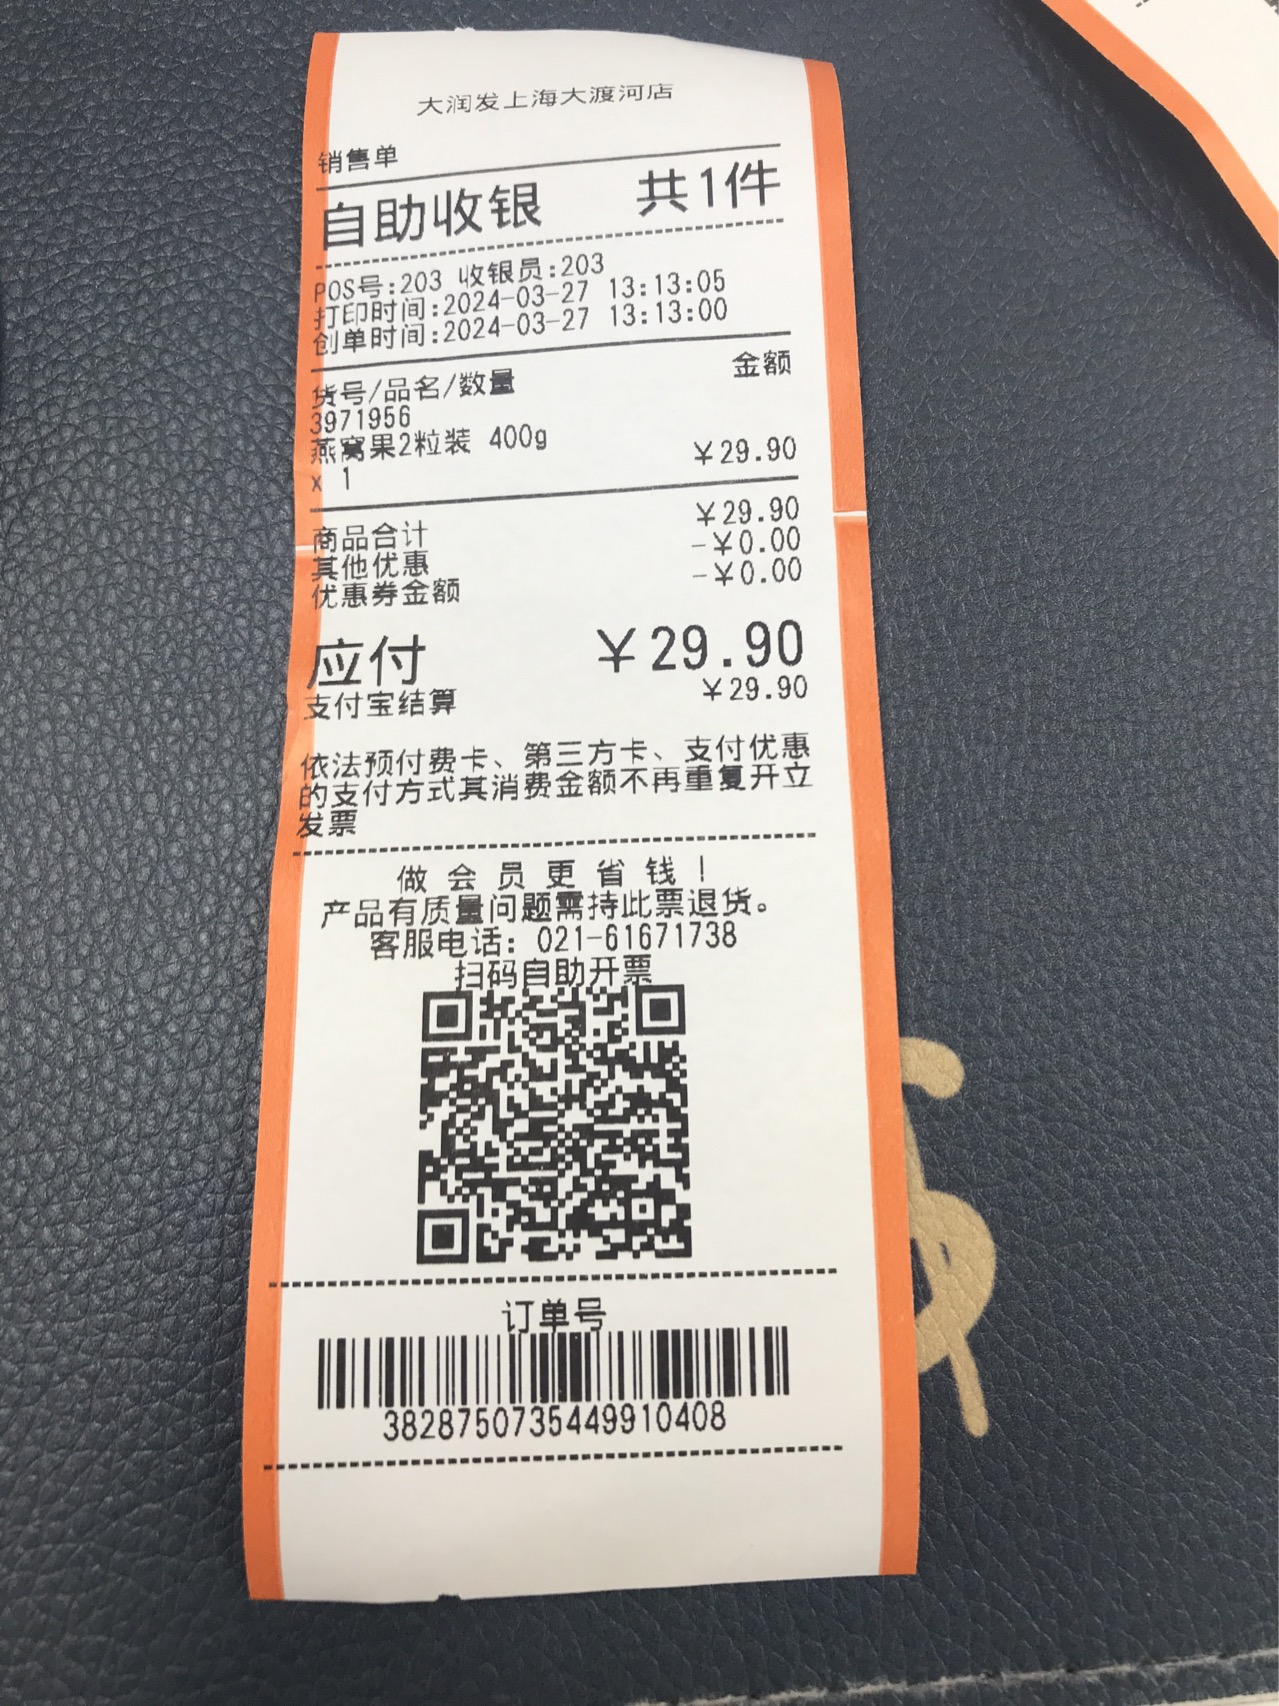 大润发上海大渡河店
销售单
自助收银 共1件
POS号:203 收银员:203
打印时间:2024-03-27 13:13:05
创单时间:2024-03-27 13:13:00
货号/品名/数量 金额
3971956
燕窝果2粒装 400g
x 1 ¥29.90
商品合计 ¥29.90
其他优惠 -¥0.00
优惠券金额 -¥0.00
应付 ¥29.90
支付宝结算 ¥29.90
依法预付费卡、第三方卡、支付优惠
的支付方式其消费金额不再重复开立
发票
做会员更省钱!
产品有质量问题需持此票退货。
客服电话: 021-61671738
扫码自助开票
订单号
3828750735449910408